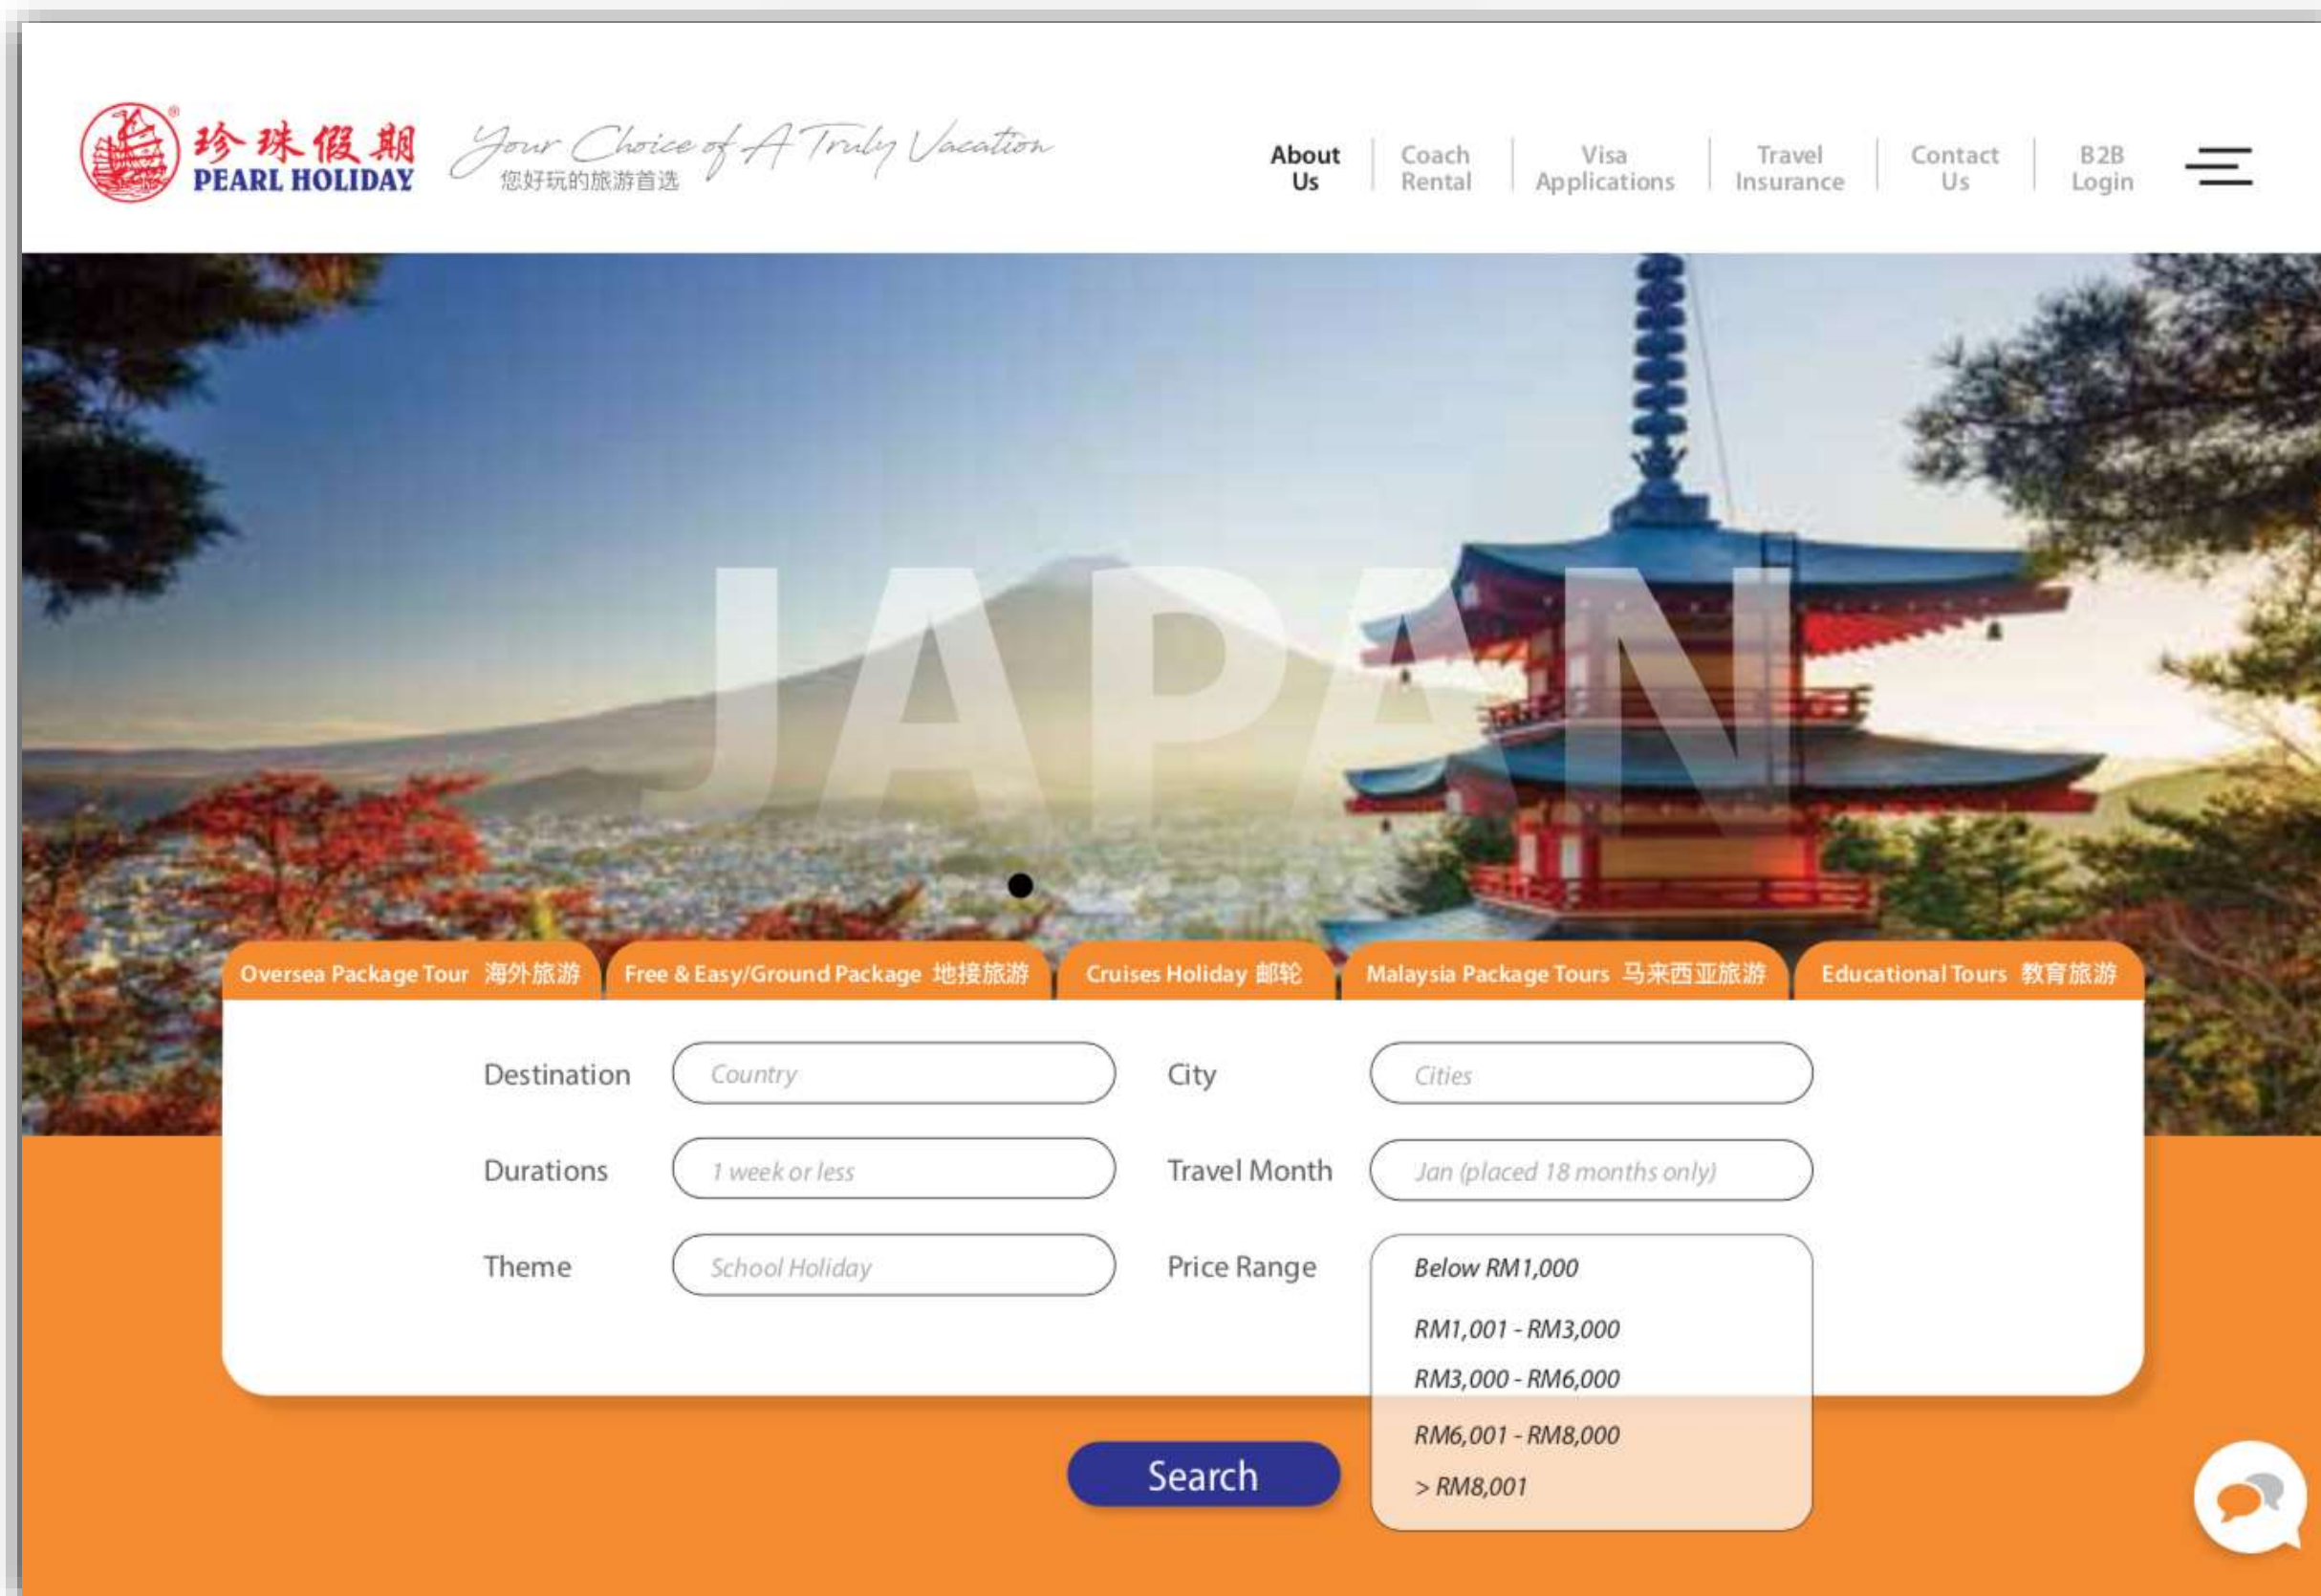 珍珠假期
PEARL HOLIDAY
®
Your Choice of A Truly Vacation
您好玩的旅游首选
About
Us
Coach
Rental
Visa
Applications
Travel
Insurance
Contact
Us
B2B
Login
JAPAN
Oversea Package Tour 海外旅游
Free & Easy/Ground Package 地接旅游
Cruises Holiday 邮轮
Malaysia Package Tours 马来西亚旅游
Educational Tours 教育旅游
Destination
Country
City
Cities
Durations
1 week or less
Travel Month
Jan (placed 18 months only)
Theme
School Holiday
Price Range
Below RM1,000
RM1,001 - RM3,000
RM3,000 - RM6,000
RM6,001 - RM8,000
> RM8,001
Search